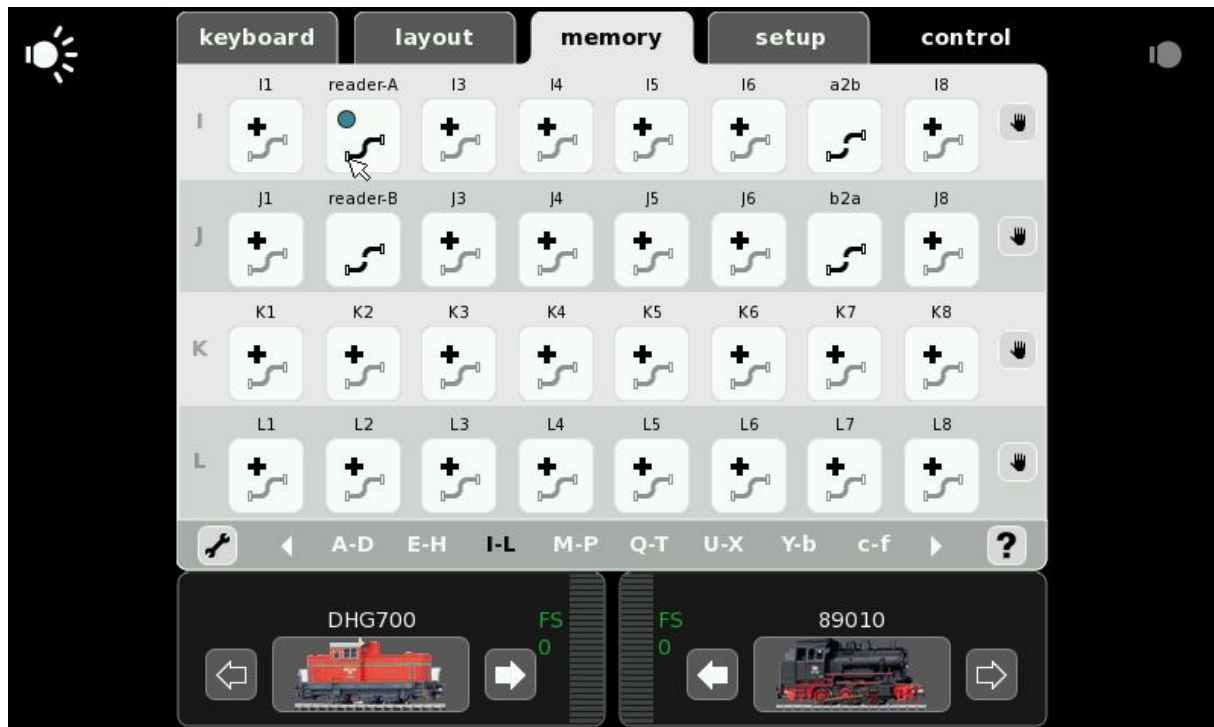 keyboard layout memory setup control
I1 reader-A I3 I4 I5 I6 a2b I8
I
J1 reader-B J3 J4 J5 J6 b2a J8
J
K1 K2 K3 K4 K5 K6 K7 K8
K
L1 L2 L3 L4 L5 L6 L7 L8
L
A-D E-H I-L M-P Q-T U-X Y-b c-f ?
DHG700 FS FS 89010
0 0